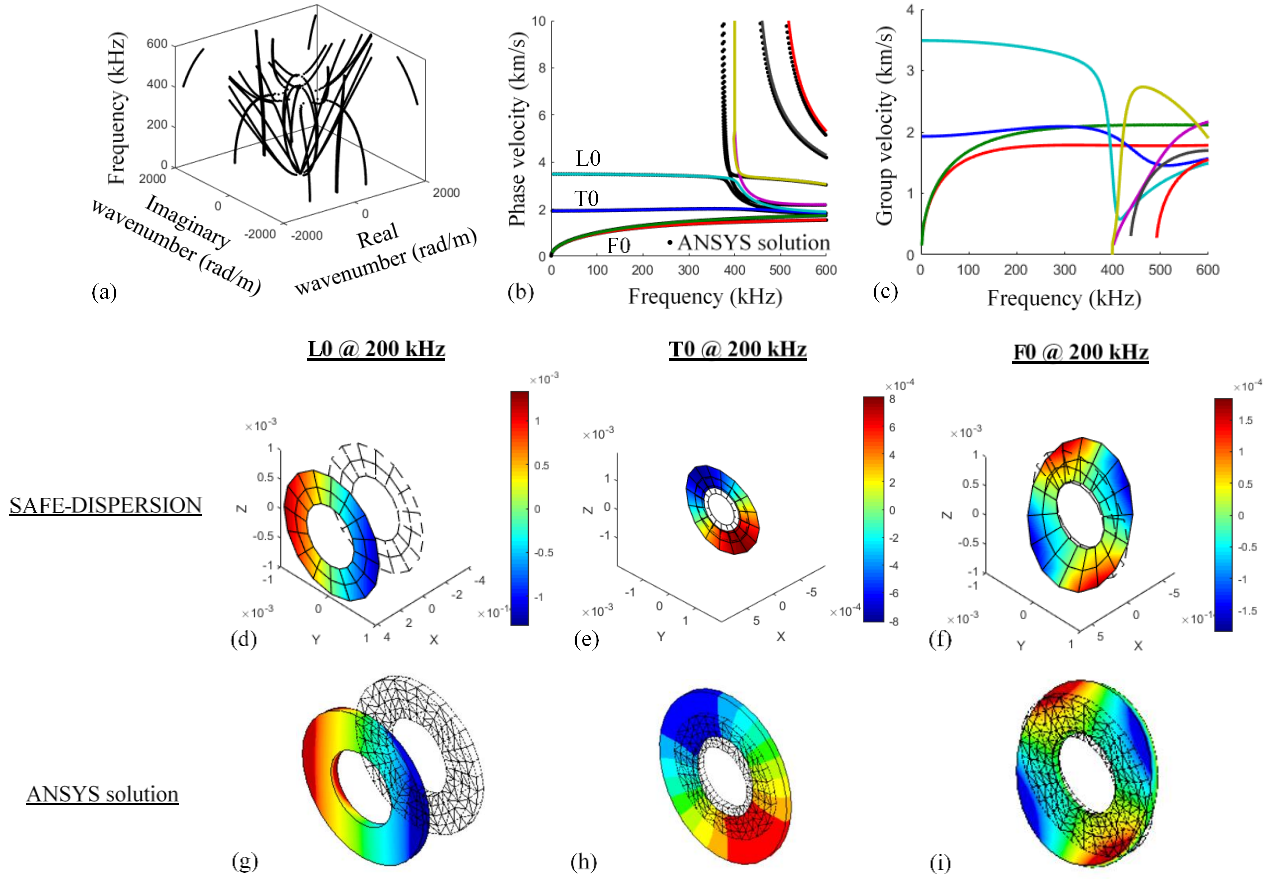 Frequency (kHz)
600
400
200
0
2000
0
-2000
-2000
0
2000
Imaginary
wavenumber (rad/m)
Real
wavenumber (rad/m)
(a)
Phase velocity (km/s)
10
8
6
4
2
0
L0
T0
F0
• ANSYS solution
0 100 200 300 400 500 600
Frequency (kHz)
(b)
Group velocity (km/s)
4
3
2
1
0
0 100 200 300 400 500 600
Frequency (kHz)
(c)
L0 @ 200 kHz
T0 @ 200 kHz
F0 @ 200 kHz
SAFE-DISPERSION
×10⁻³
1
0.5
0
-0.5
-1
Z
-1
0
1
×10⁻³
Y
4
2
0
-2
-4
X
×10⁻¹
×10⁻³
1
0.5
0
-0.5
-1
(d)
×10⁻³
1
0
-1
Z
-1
0
1
×10⁻³
Y
5
0
-5
X
×10⁻⁴
×10⁻⁴
8
6
4
2
0
-2
-4
-6
-8
(e)
×10⁻³
1
0.5
0
-0.5
-1
Z
-1
0
1
×10⁻³
Y
5
0
-5
X
×10⁻¹
×10⁻⁴
1.5
1
0.5
0
-0.5
-1
-1.5
(f)
ANSYS solution
(g)
(h)
(i)